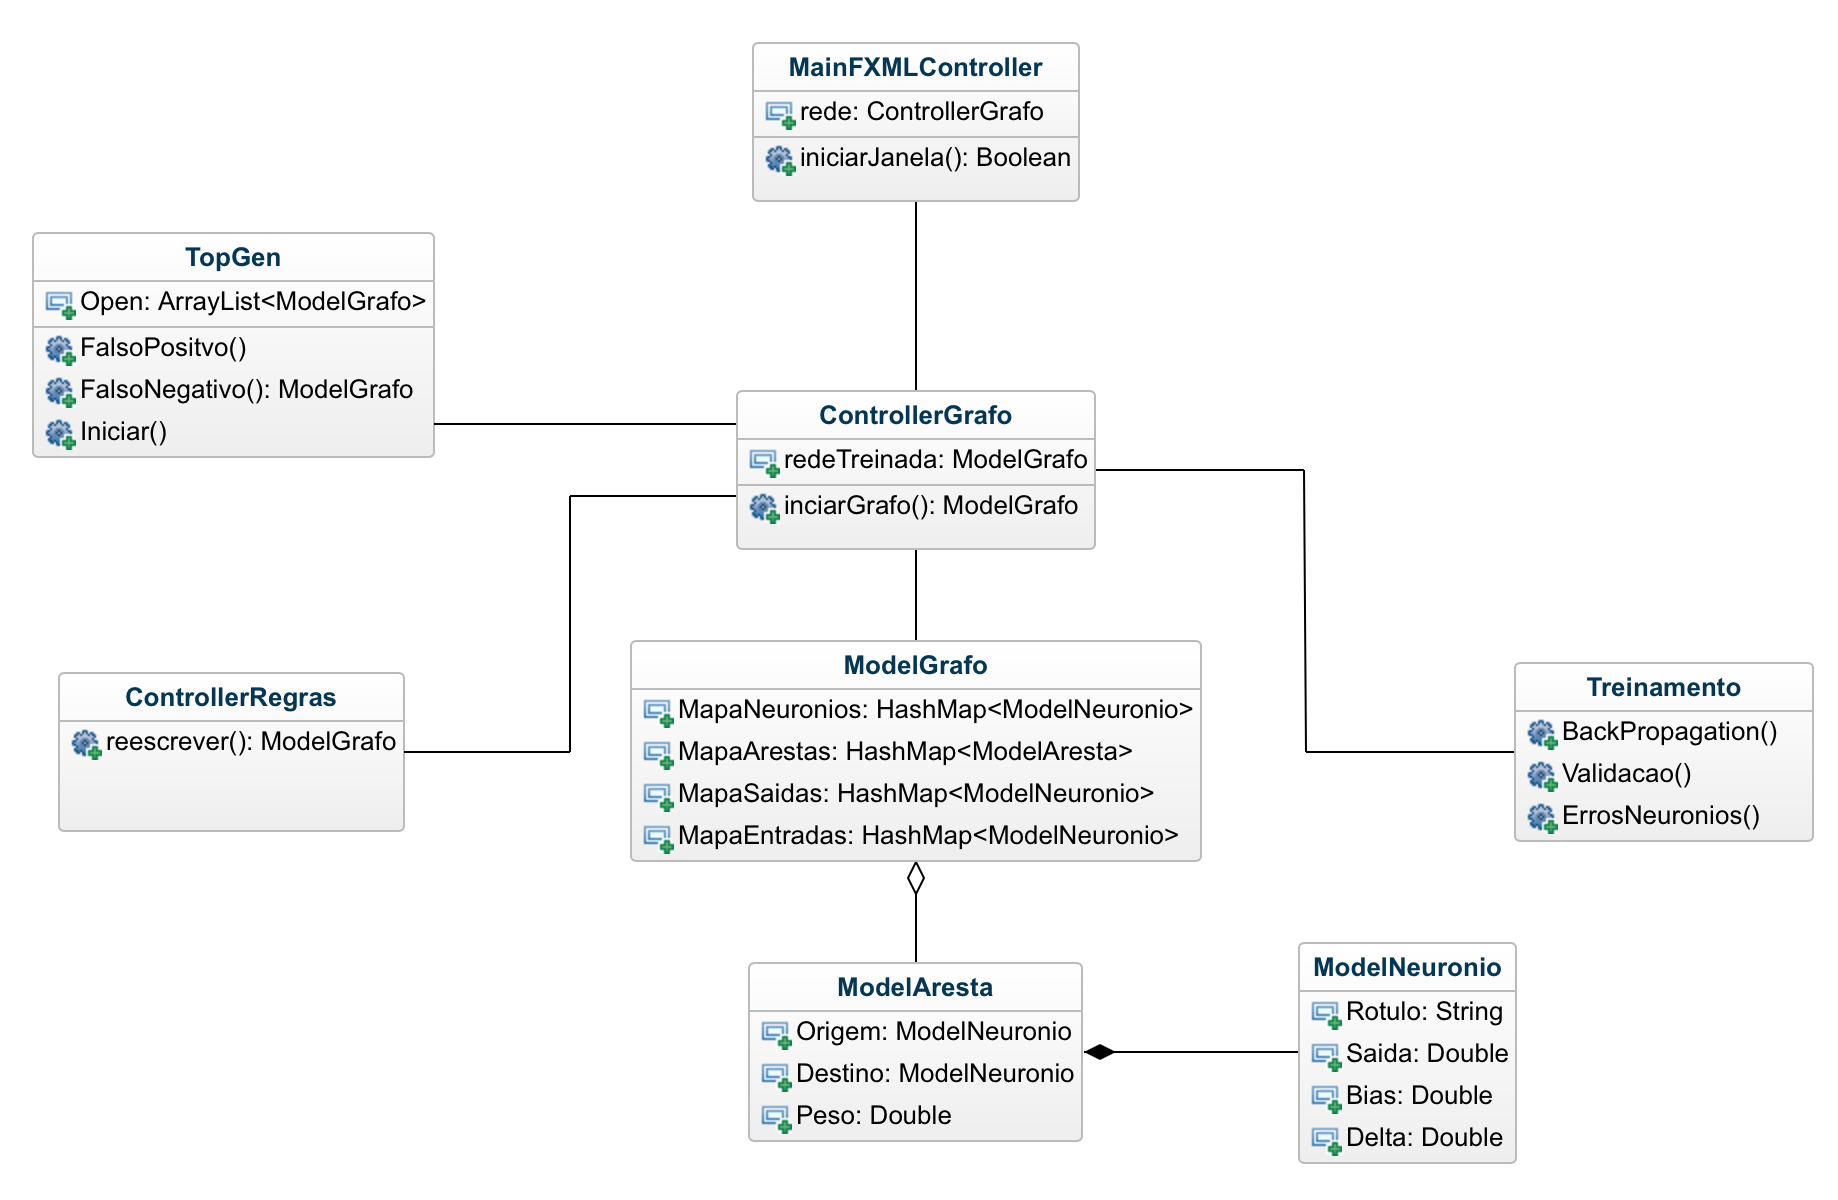 MainFXMLController
rede: ControllerGrafo
iniciarJanela(): Boolean
TopGen
Open: ArrayList<ModelGrafo>
FalsoPositvo()
FalsoNegativo(): ModelGrafo
Iniciar()
ControllerGrafo
redeTreinada: ModelGrafo
inciarGrafo(): ModelGrafo
ControllerRegras
reescrever(): ModelGrafo
ModelGrafo
MapaNeuronios: HashMap<ModelNeuronio>
MapaArestas: HashMap<ModelAresta>
MapaSaidas: HashMap<ModelNeuronio>
MapaEntradas: HashMap<ModelNeuronio>
Treinamento
BackPropagation()
Validacao()
ErrosNeuronios()
ModelAresta
Origem: ModelNeuronio
Destino: ModelNeuronio
Peso: Double
ModelNeuronio
Rotulo: String
Saida: Double
Bias: Double
Delta: Double